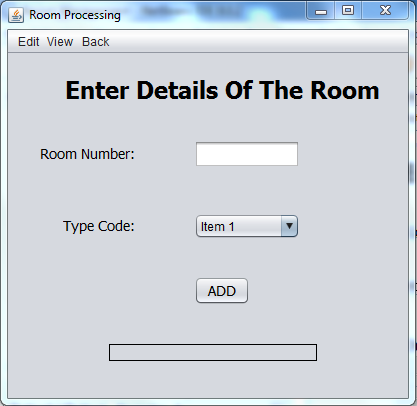 Room Processing
Edit View Back
Enter Details Of The Room
Room Number:
Type Code:
Item 1
ADD